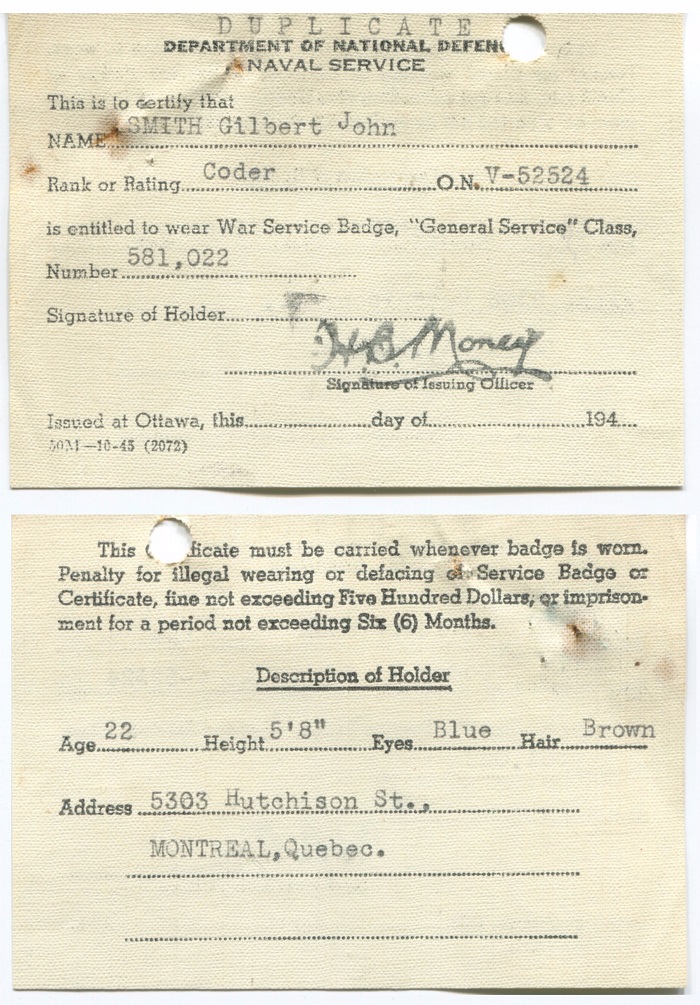 DUPLICATE
DEPARTMENT OF NATIONAL DEFEN
NAVAL SERVICE
This is to certify that
NAME SMITH Gilbert John
Rank or Rating Coder O.N. V-52524
is entitled to wear War Service Badge, "General Service" Class,
Number 581,022
Signature of Holder
H.B. Money
Signature of Issuing Officer
Issued at Ottawa, this day of 194
50M—10-45 (2072)
This ficate must be carried whenever badge is worn.
Penalty for illegal wearing or defacing of Service Badge or
Certificate, fine not exceeding Five Hundred Dollars, or imprison-
ment for a period not exceeding Six (6) Months.
Description of Holder
Age 22 Height 5'8" Eyes Blue Hair Brown
Address 5303 Hutchison St.,
MONTREAL, Quebec.